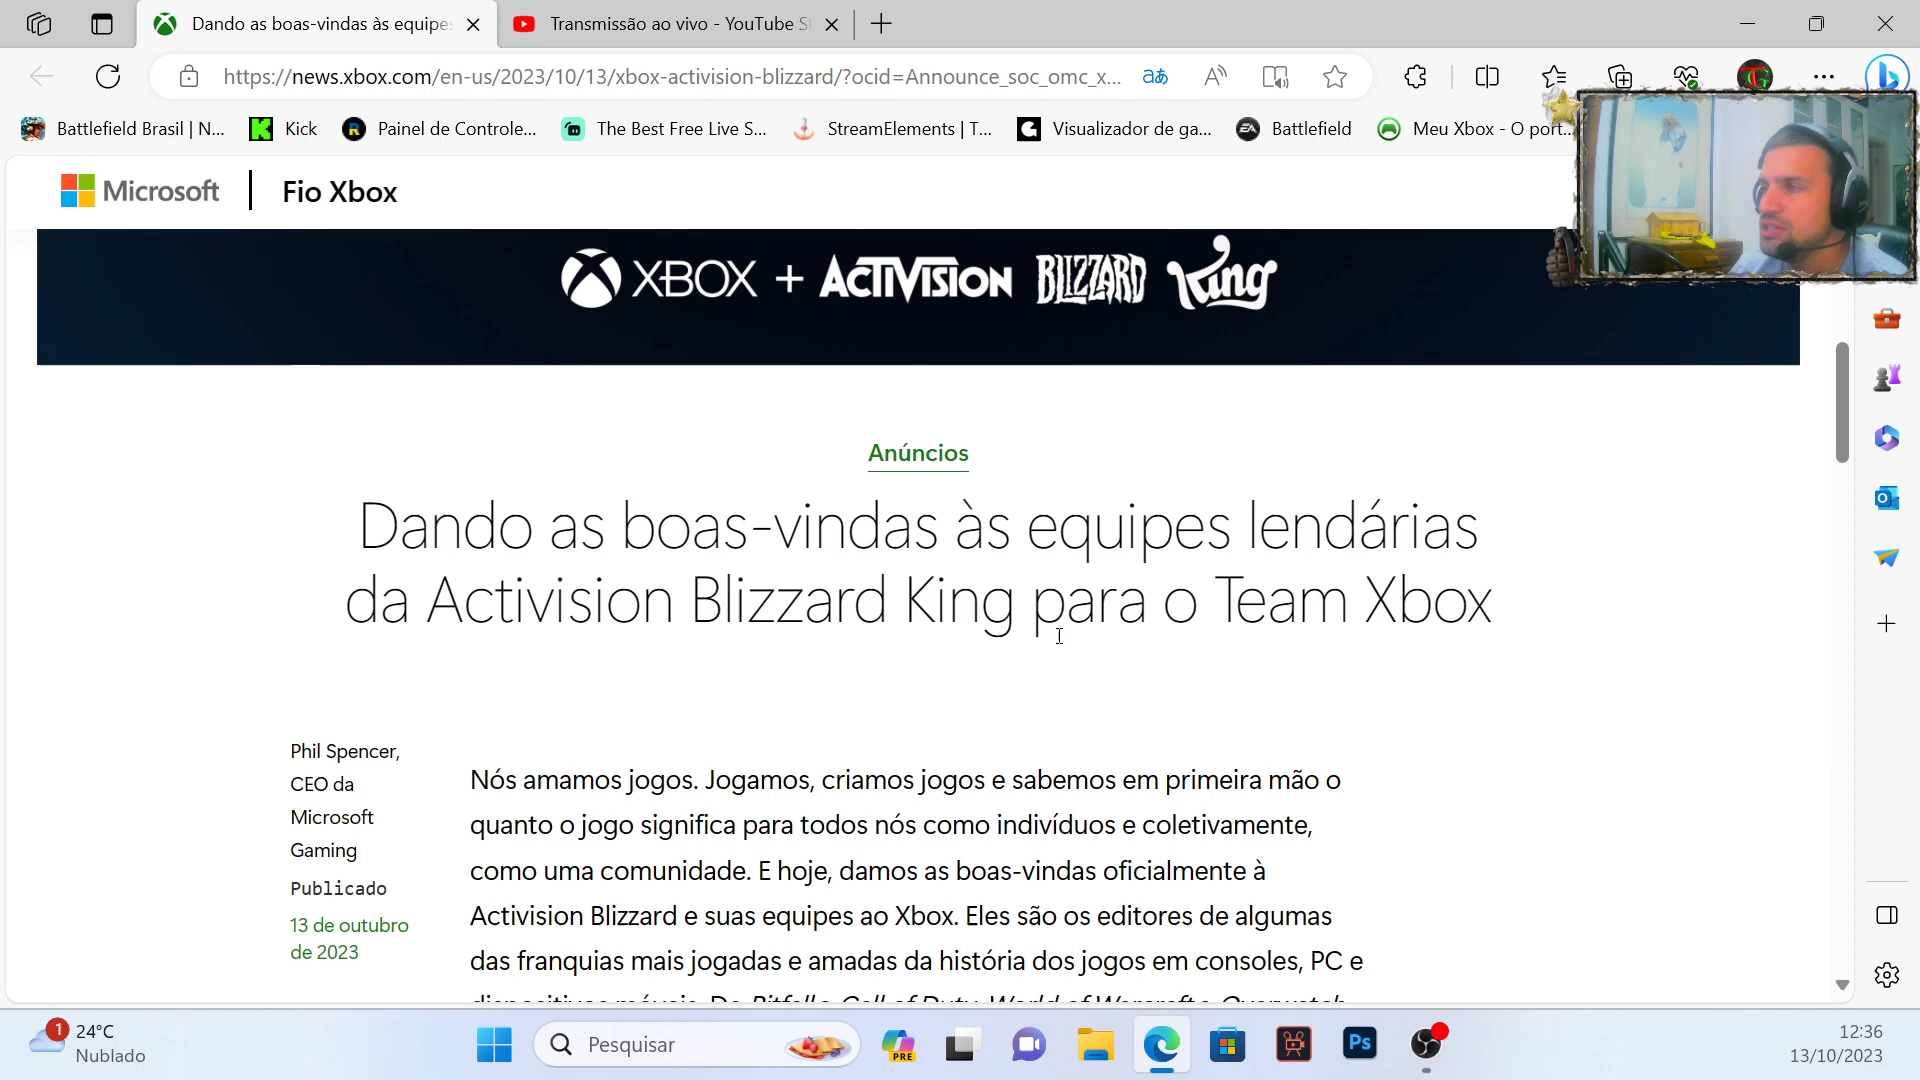 Dando as boas-vindas às equipes
Transmissão ao vivo - YouTube S
https://news.xbox.com/en-us/2023/10/13/xbox-activision-blizzard/?ocid=Announce_soc_omc_x...
Battlefield Brasil | N...
Kick
Painel de Controle...
The Best Free Live S...
StreamElements | T...
Visualizador de ga...
Battlefield
Meu Xbox - O port...
Microsoft
Fio Xbox
XBOX + ACTIVISION BLIZZARD King
Anúncios
Dando as boas-vindas às equipes lendárias
da Activision Blizzard King para o Team Xbox
Phil Spencer,
CEO da
Microsoft
Gaming
Publicado
13 de outubro
de 2023
Nós amamos jogos. Jogamos, criamos jogos e sabemos em primeira mão o
quanto o jogo significa para todos nós como indivíduos e coletivamente,
como uma comunidade. E hoje, damos as boas-vindas oficialmente à
Activision Blizzard e suas equipes ao Xbox. Eles são os editores de algumas
das franquias mais jogadas e amadas da história dos jogos em consoles, PC e
1
24°C
Nublado
Pesquisar
PRE
Ps
12:36
13/10/2023